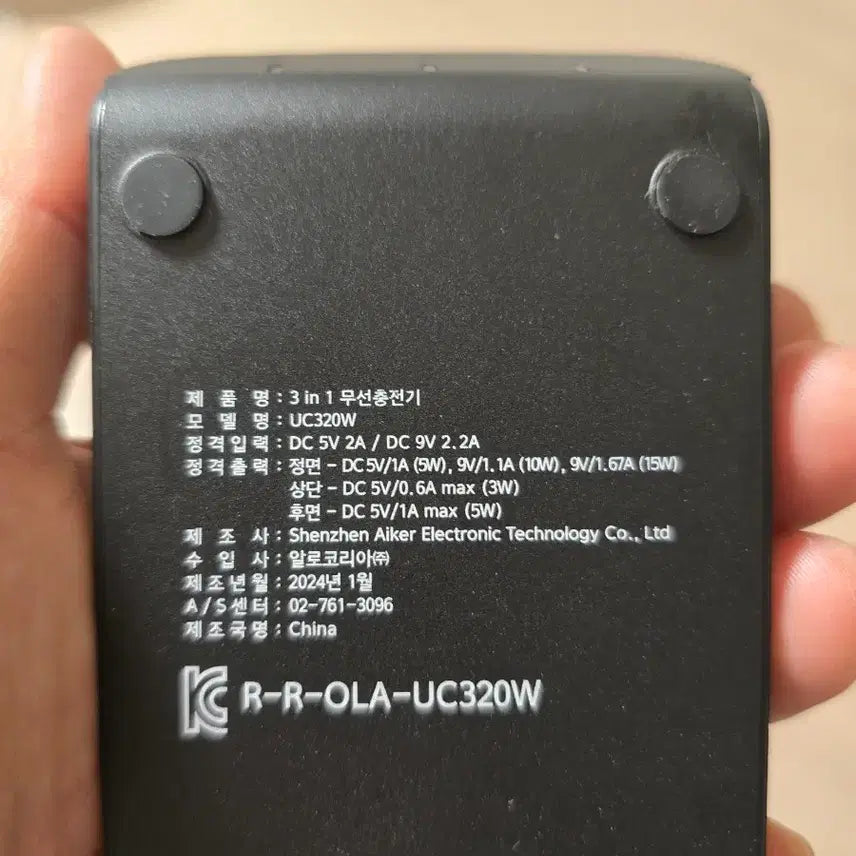 제 품 명 : 3 in 1 무선충전기
모 델 명 : UC320W
정격입력 : DC 5V 2A / DC 9V 2.2A
정격출력 : 정면 - DC 5V/1A (5W), 9V/1.1A (10W), 9V/1.67A (15W)
상단 - DC 5V/0.6A max (3W)
후면 - DC 5V/1A max (5W)
제 조 사 : Shenzhen Aiker Electronic Technology Co., Ltd
수 입 사 : 알로코리아㈜
제조년월 : 2024년 1월
A/S센터 : 02-761-3096
제조국명 : China
KC R-R-OLA-UC320W